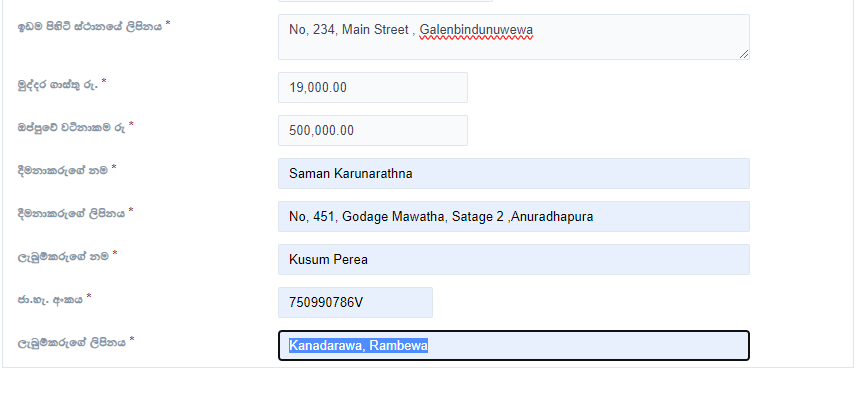 ඉඩම පිහිටි ස්ථානයේ ලිපිනය * No, 234, Main Street , Galenbindunuwewa
මුද්දර ගාස්තු රු. * 19,000.00
ඔප්පුවේ වටිනාකම රු * 500,000.00
දීමනාකරුගේ නම * Saman Karunarathna
දීමනාකරුගේ ලිපිනය * No, 451, Godage Mawatha, Satage 2 ,Anuradhapura
ලැබුම්කරුගේ නම * Kusum Perea
ජා.හැ. අංකය * 750990786V
ලැබුම්කරුගේ ලිපිනය * Kanadarawa, Rambewa